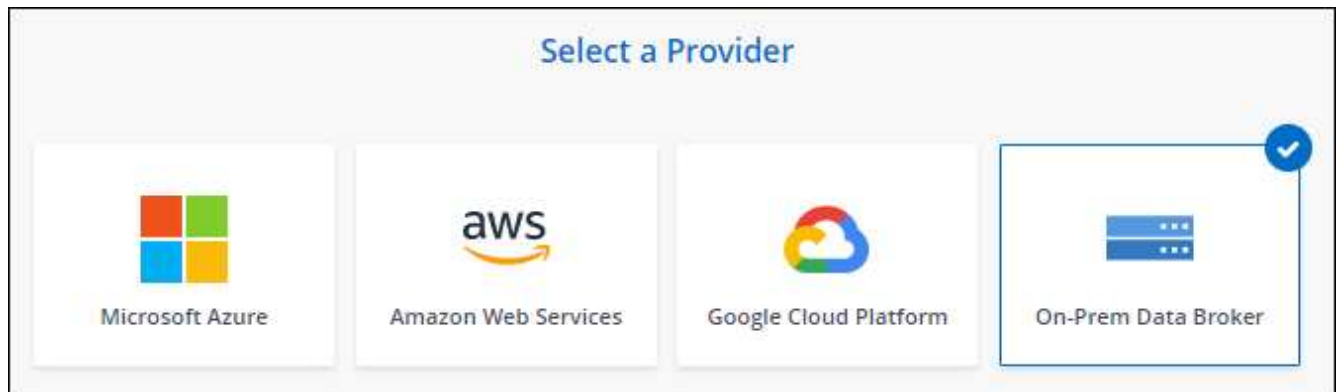 Select a Provider
aws
Microsoft Azure
Amazon Web Services
Google Cloud Platform
On-Prem Data Broker